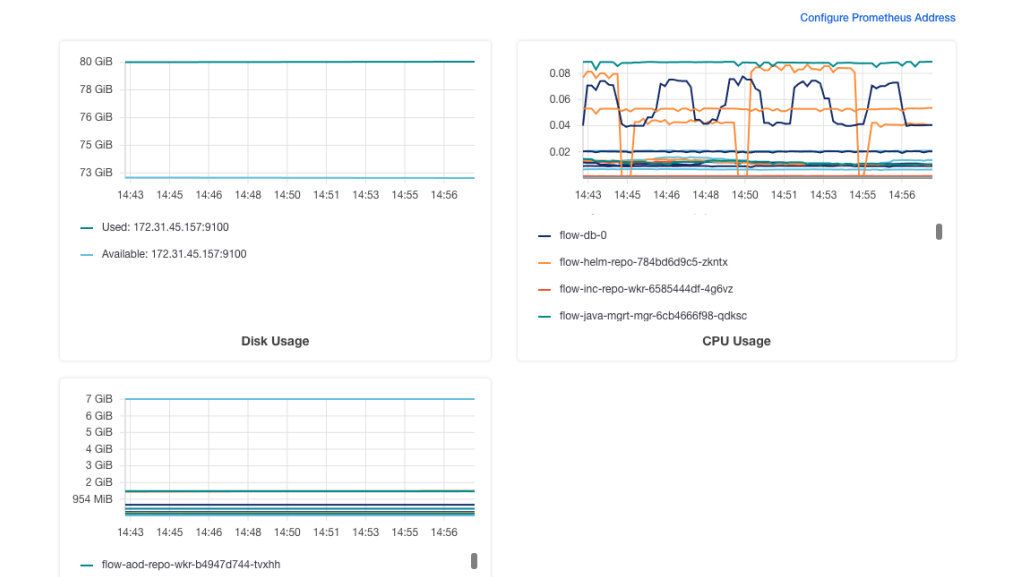 Configure Prometheus Address
80 GiB
78 GiB
76 GiB
75 GiB
73 GiB
14:43 14:45 14:46 14:48 14:50 14:51 14:53 14:55 14:56
Used: 172.31.45.157:9100
Available: 172.31.45.157:9100
Disk Usage
0.08
0.06
0.04
0.02
14:43 14:45 14:46 14:48 14:50 14:51 14:53 14:55 14:56
flow-db-0
flow-helm-repo-784bd6d9c5-zkntx
flow-inc-repo-wkr-6585444df-4g6vz
flow-java-mgrt-mgr-6cb4666f98-qdksc
CPU Usage
7 GiB
6 GiB
5 GiB
4 GiB
3 GiB
2 GiB
954 MiB
14:43 14:45 14:46 14:48 14:50 14:51 14:53 14:55 14:56
flow-aod-repo-wkr-b4947d744-tvxhh